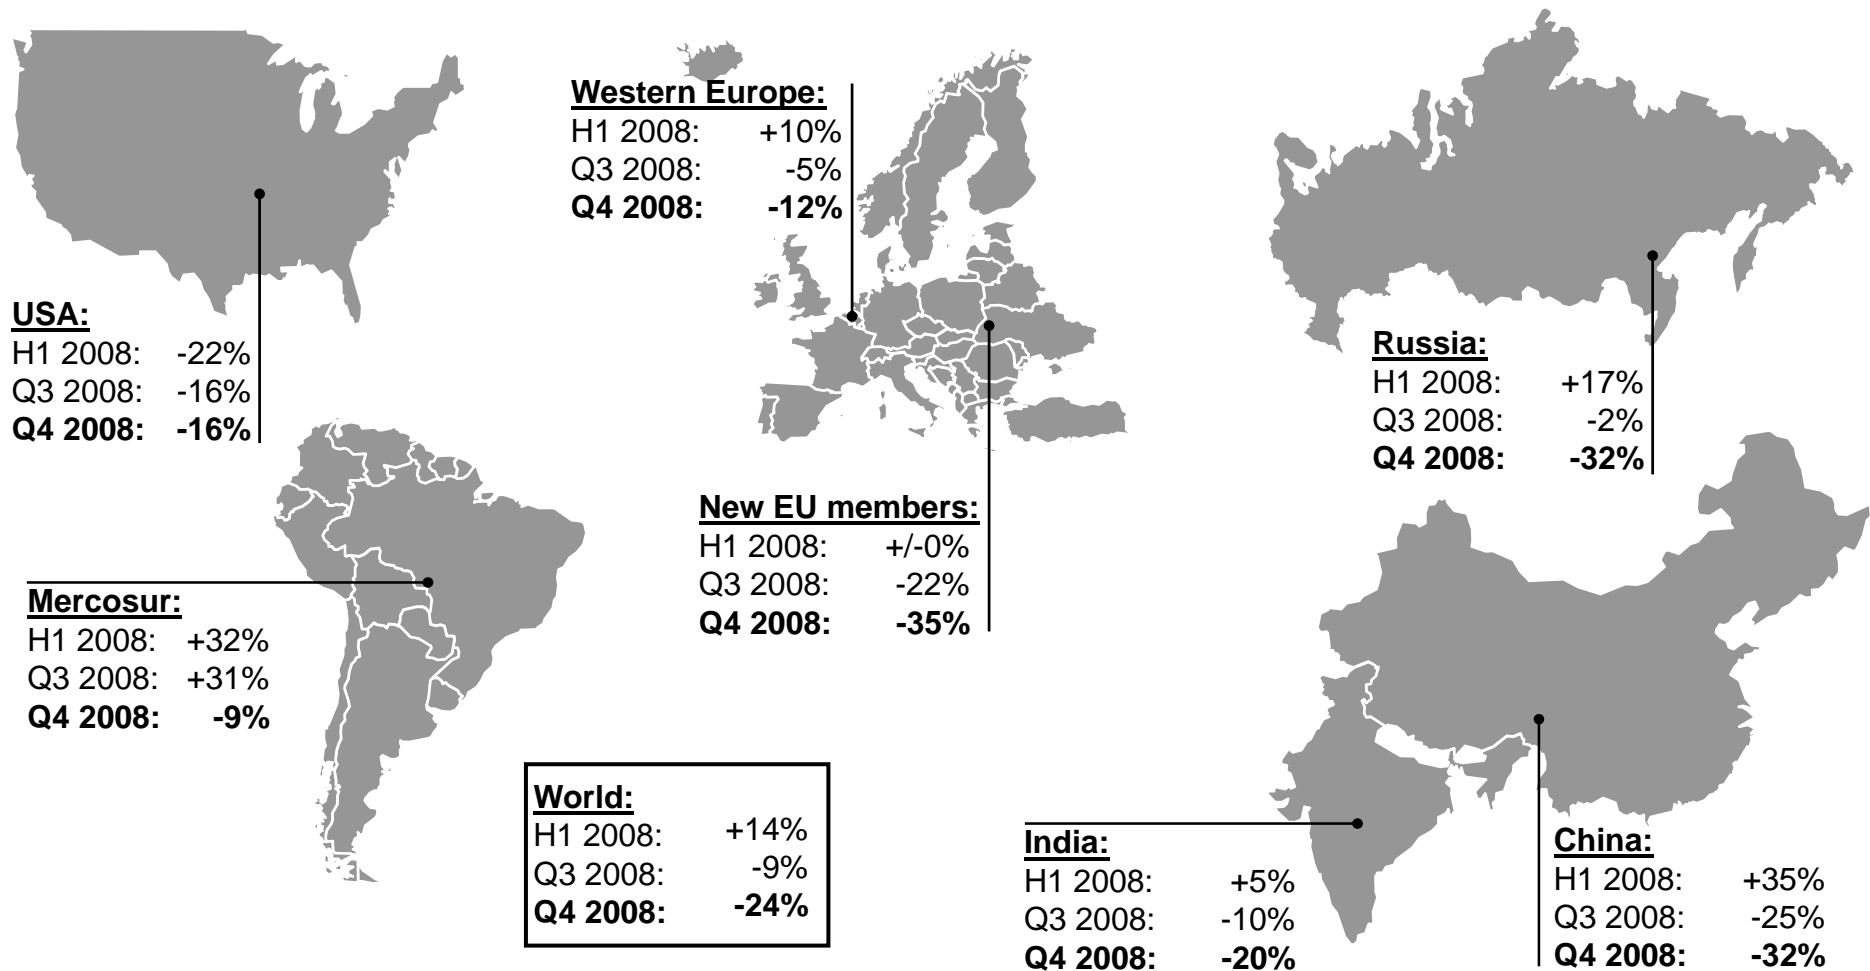 USA:
H1 2008: -22%
Q3 2008: -16%
Q4 2008: -16%
Western Europe:
H1 2008: +10%
Q3 2008: -5%
Q4 2008: -12%
Russia:
H1 2008: +17%
Q3 2008: -2%
Q4 2008: -32%
New EU members:
H1 2008: +/-0%
Q3 2008: -22%
Q4 2008: -35%
Mercosur:
H1 2008: +32%
Q3 2008: +31%
Q4 2008: -9%
World:
H1 2008: +14%
Q3 2008: -9%
Q4 2008: -24%
India:
H1 2008: +5%
Q3 2008: -10%
Q4 2008: -20%
China:
H1 2008: +35%
Q3 2008: -25%
Q4 2008: -32%